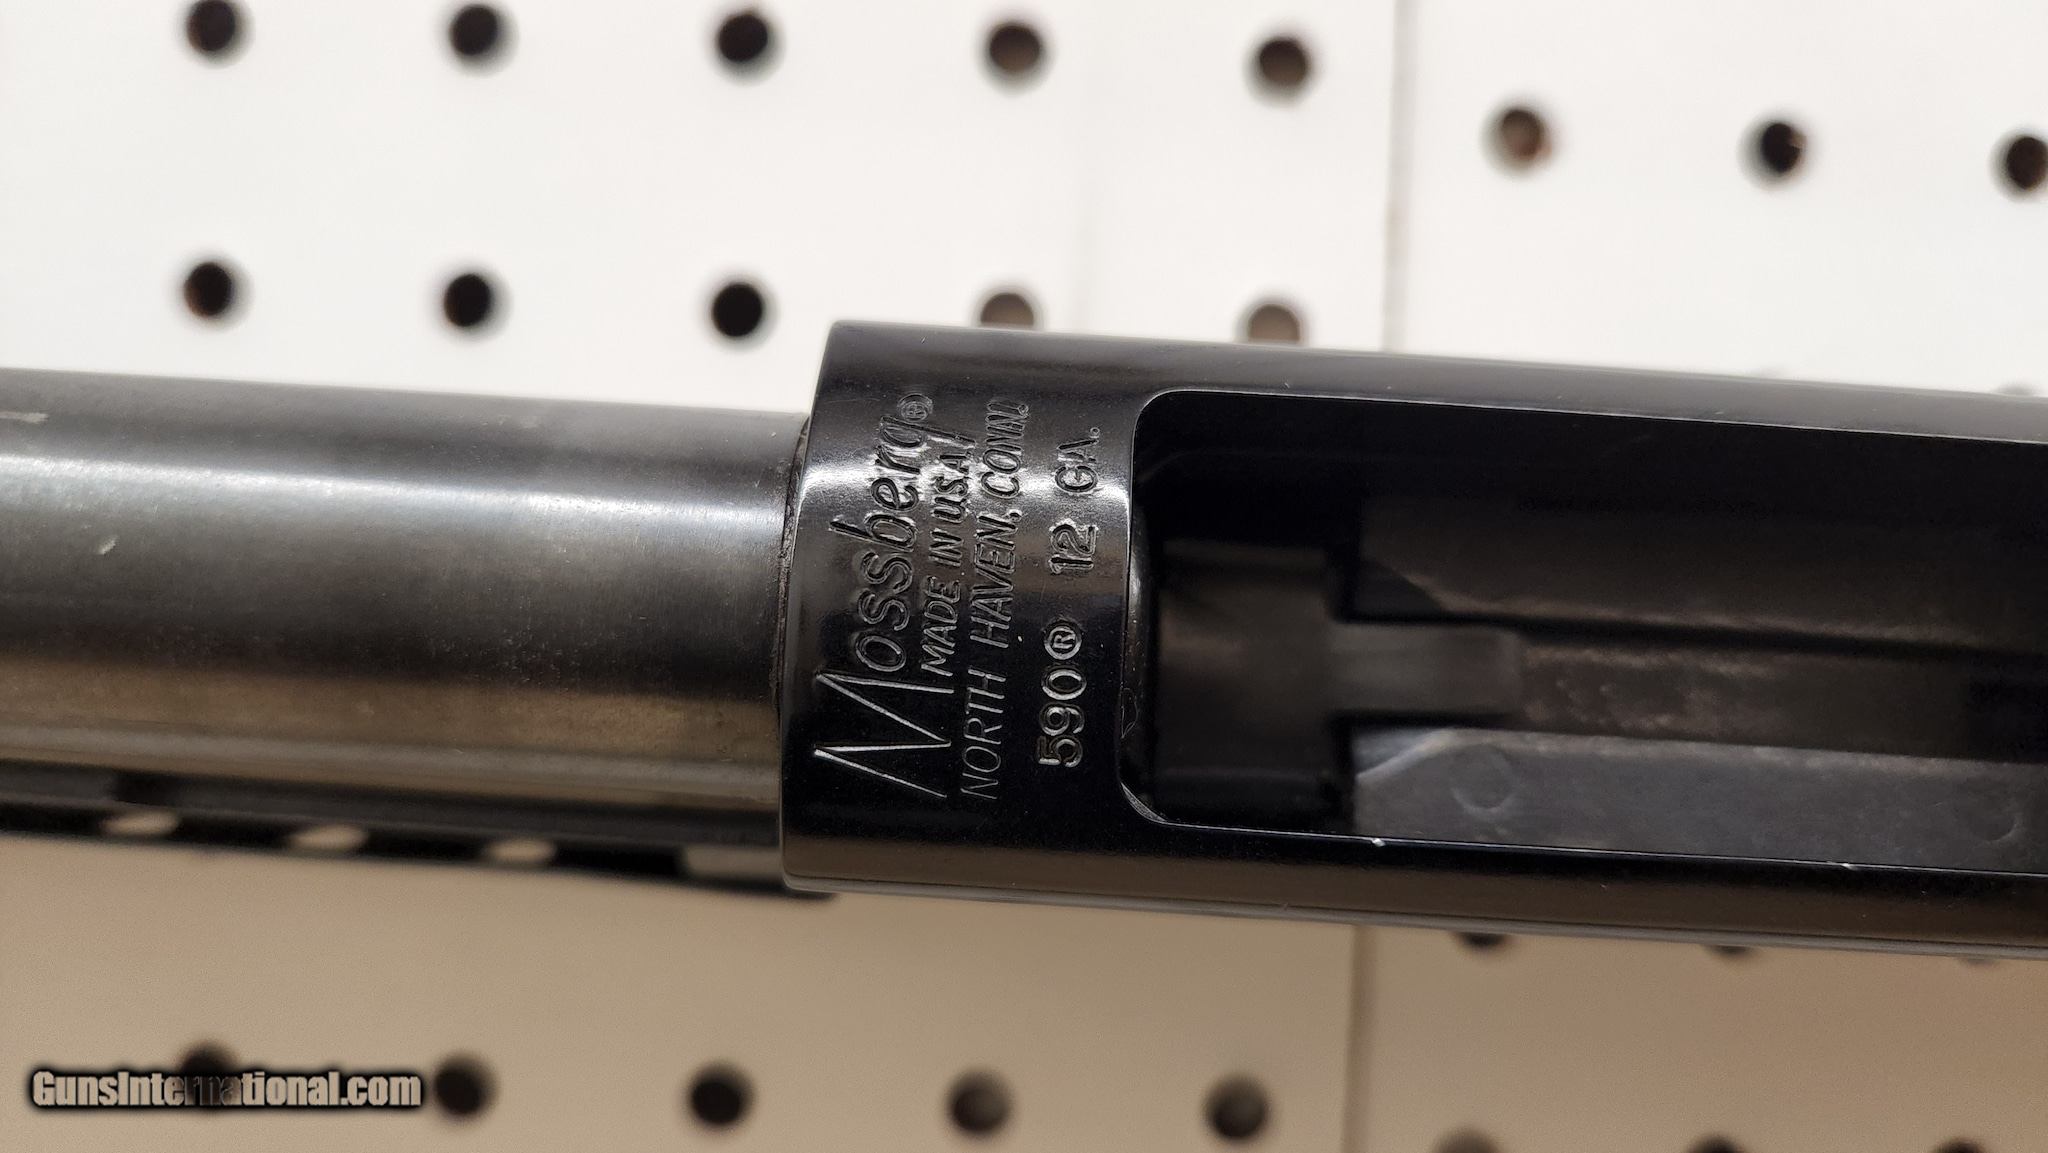 Mossberg®
MADE IN U.S.A.
NORTH HAVEN, CONN.
590® 12 GA.
GunsInternational.com